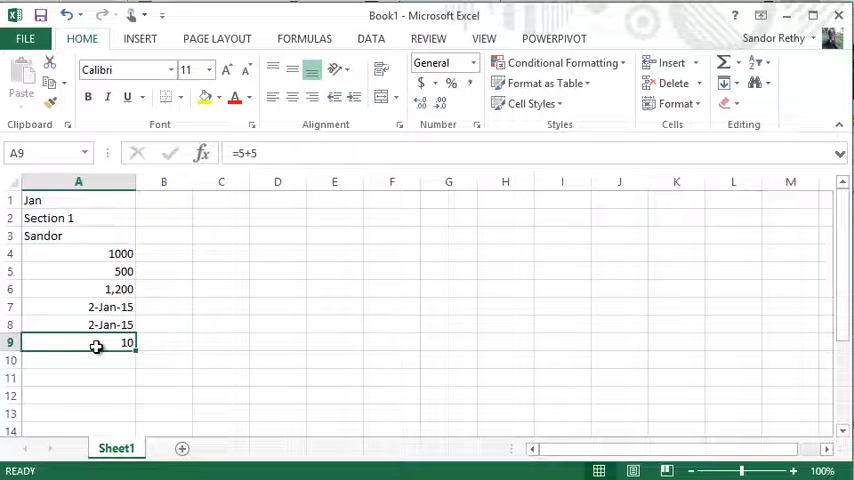 Book1 - Microsoft Excel
FILE HOME INSERT PAGE LAYOUT FORMULAS DATA REVIEW VIEW POWERPIVOT Sandor Rethy
Paste
Calibri 11
B I U A
General
$ % ,
Conditional Formatting
Format as Table
Cell Styles
Insert
Delete
Format
Clipboard Font Alignment Number Styles Cells Editing
A9 fx =5+5
A B C D E F G H I J K L M
1 Jan
2 Section 1
3 Sandor
4 1000
5 500
6 1,200
7 2-Jan-15
8 2-Jan-15
9 10
10
11
12
13
14
Sheet1
READY 100%